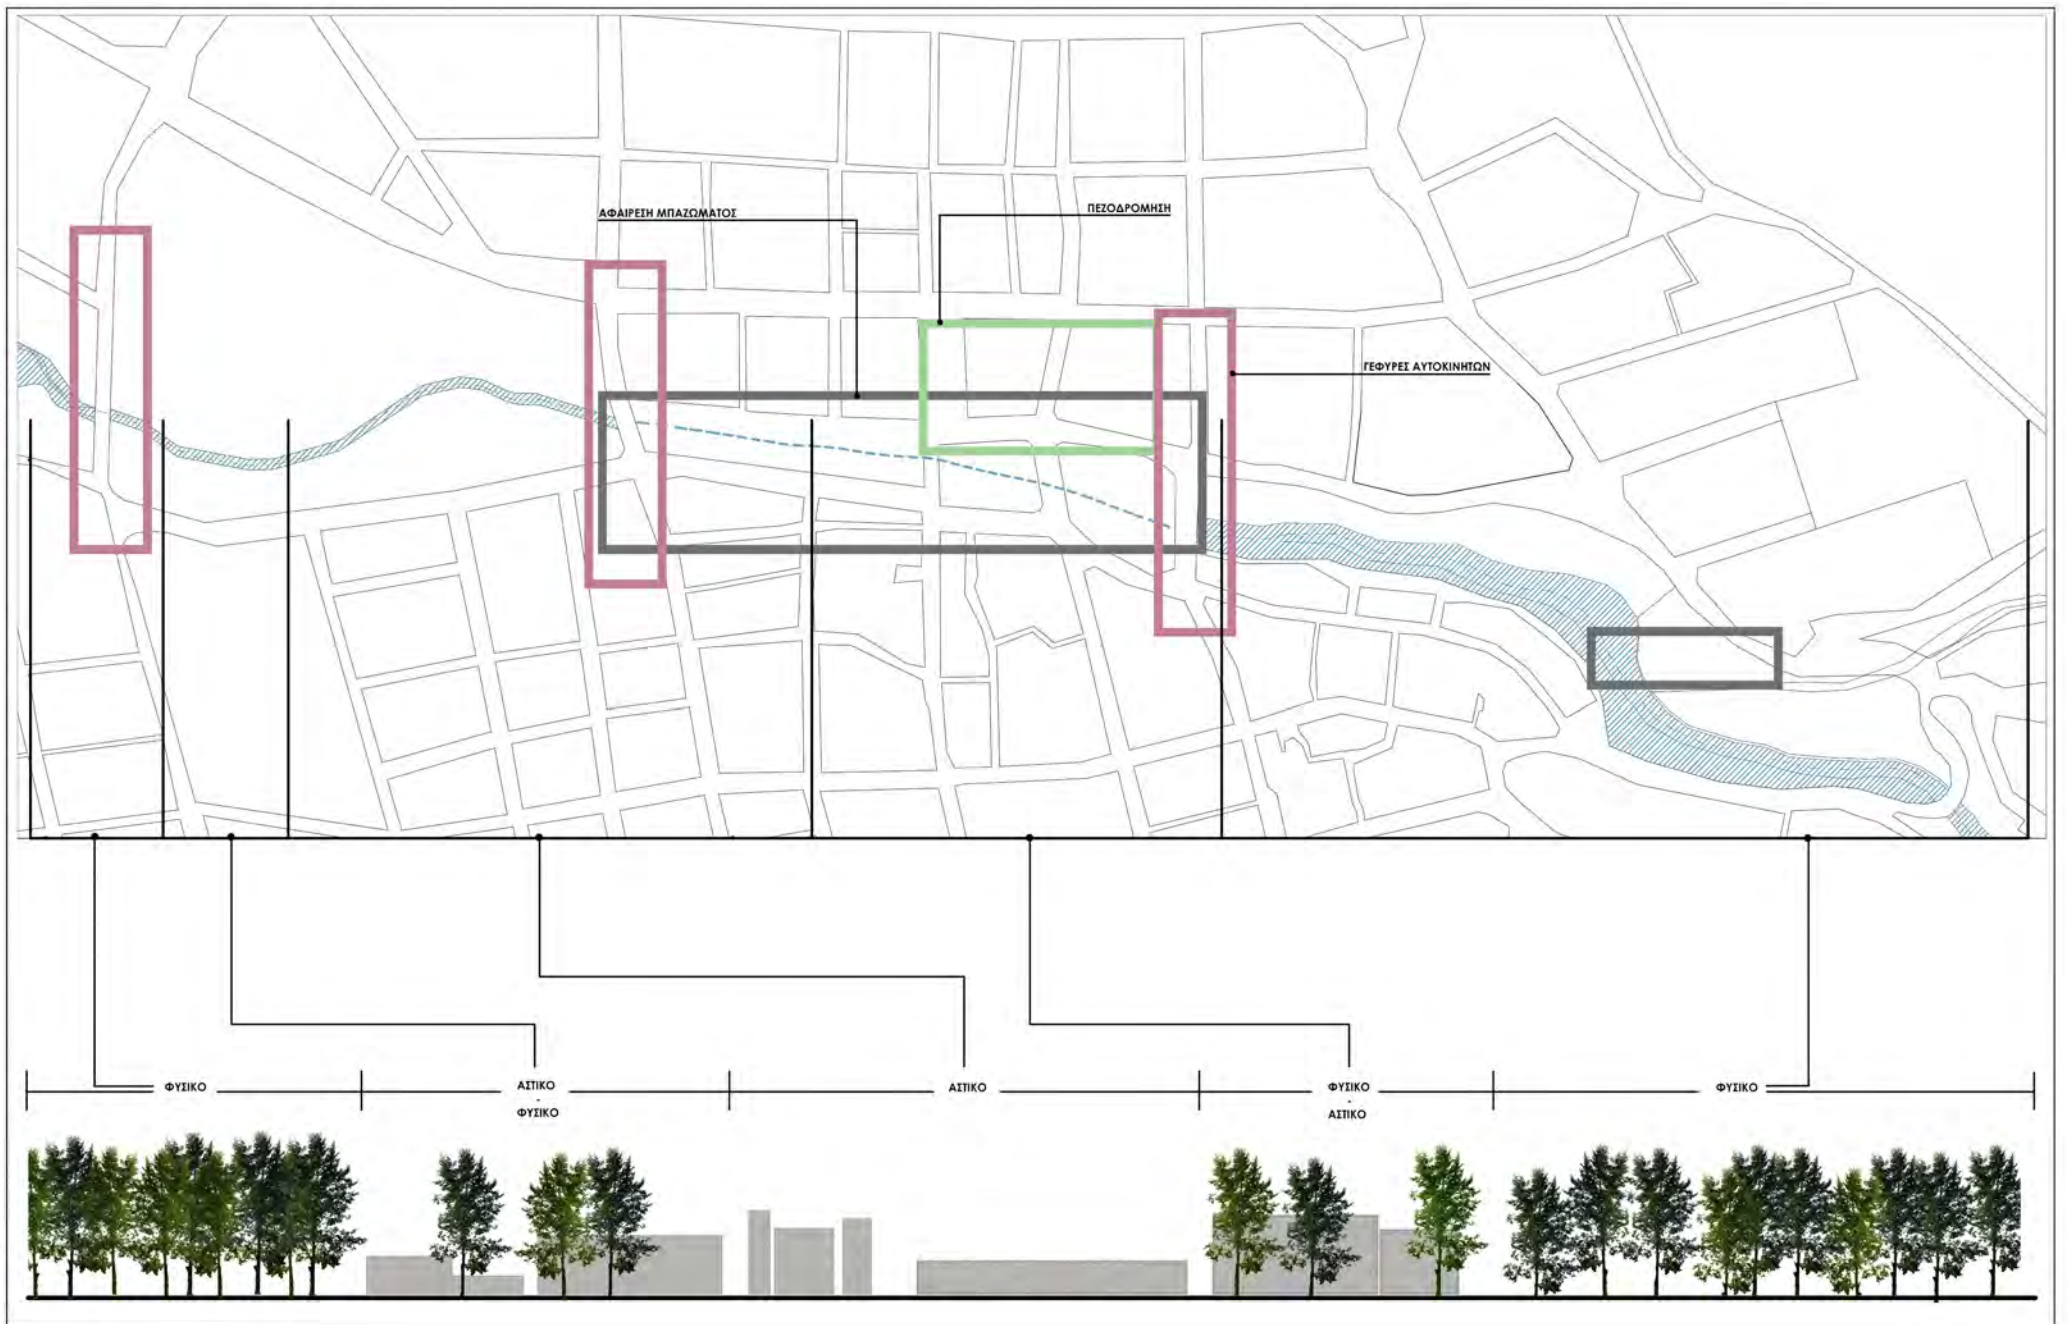 ΑΦΑΙΡΕΣΗ ΜΠΑΖΩΜΑΤΟΣ
ΠΕΖΟΔΡΟΜΗΣΗ
ΓΕΦΥΡΕΣ ΑΥΤΟΚΙΝΗΤΩΝ
ΦΥΣΙΚΟ
ΑΣΤΙΚΟ
-
ΦΥΣΙΚΟ
ΑΣΤΙΚΟ
ΦΥΣΙΚΟ
-
ΑΣΤΙΚΟ
ΦΥΣΙΚΟ